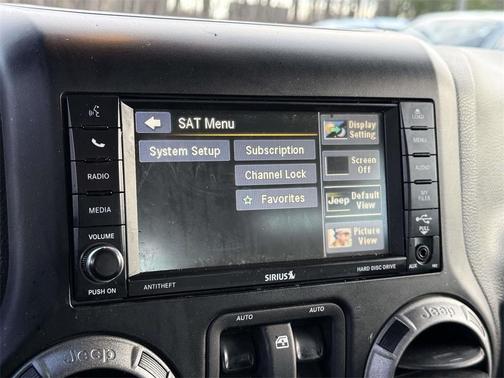 SAT Menu
System Setup
Subscription
Channel Lock
Favorites
Display
Setting
Screen
Off
Jeep
Default
View
Picture
View
RADIO
MEDIA
VOLUME
PUSH ON
LOAD
MENU
AUDIO
MY
FILES
PULL
AUX
ANTITHEFT
SIRIUS
HARD DISC DRIVE
AUTO
AUTO
Jeep
Jeep